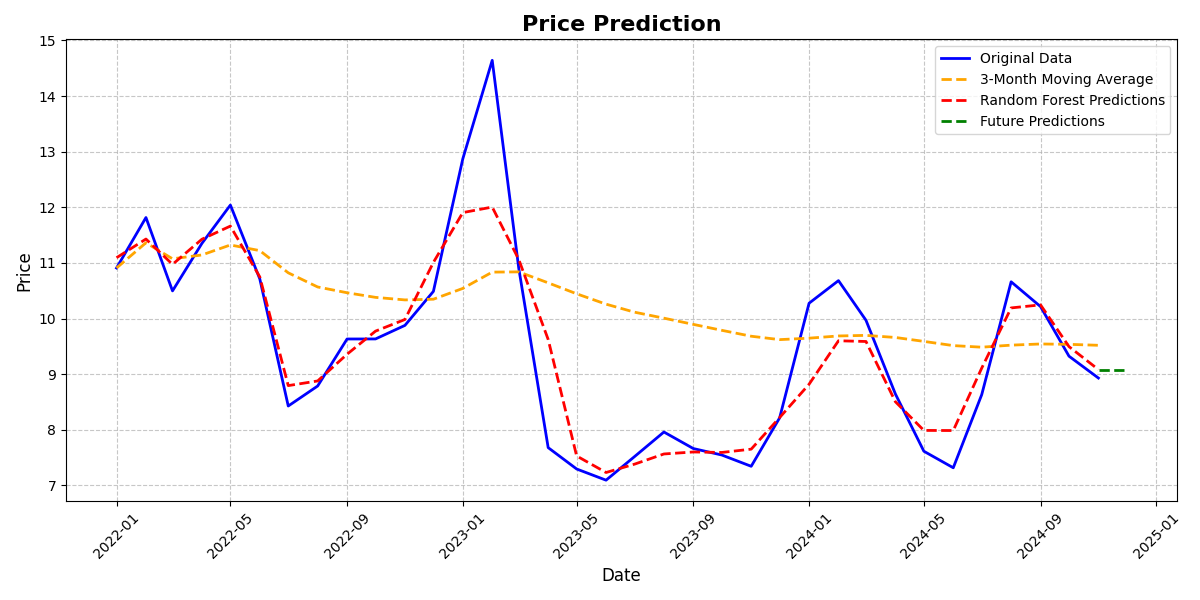 Price Prediction
Price
15
14
13
12
11
10
9
8
7
Original Data
3-Month Moving Average
Random Forest Predictions
Future Predictions
2022-01
2022-05
2022-09
2023-01
2023-05
2023-09
2024-01
2024-05
2024-09
2025-01
Date